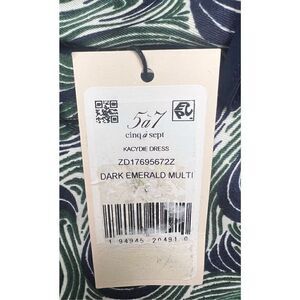 5à7
cinq à sept
KACYDIE DRESS
ZD17695672Z
DARK EMERALD MULTI
1 94945 20491 0